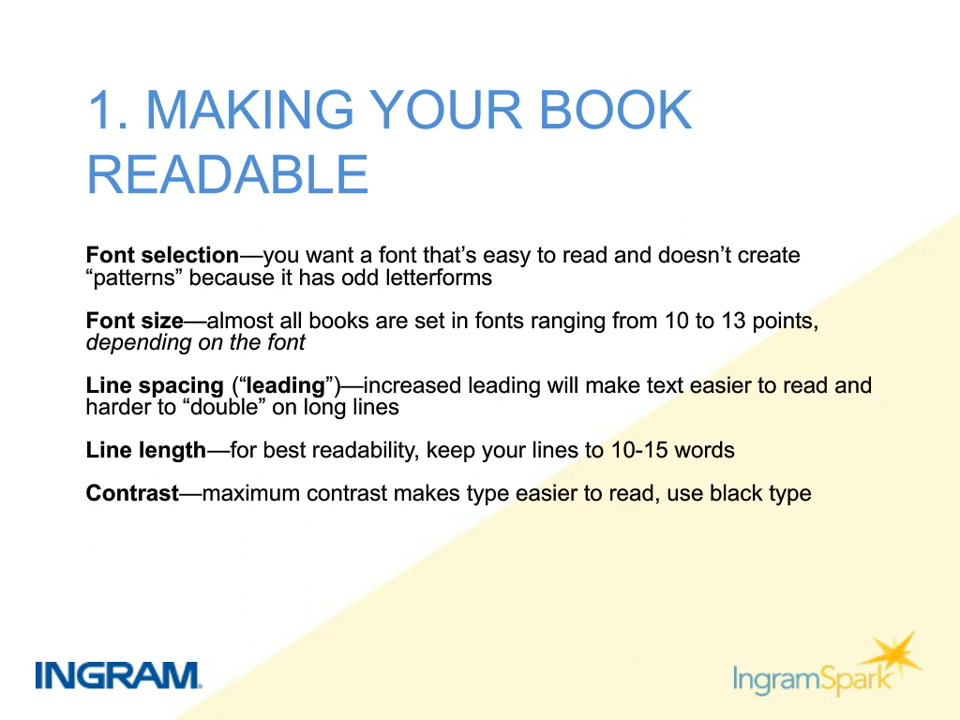 1. MAKING YOUR BOOK
READABLE
Font selection—you want a font that’s easy to read and doesn’t create
“patterns” because it has odd letterforms
Font size—almost all books are set in fonts ranging from 10 to 13 points,
depending on the font
Line spacing (“leading”)—increased leading will make text easier to read and
harder to “double” on long lines
Line length—for best readability, keep your lines to 10-15 words
Contrast—maximum contrast makes type easier to read, use black type
INGRAM
IngramSpark